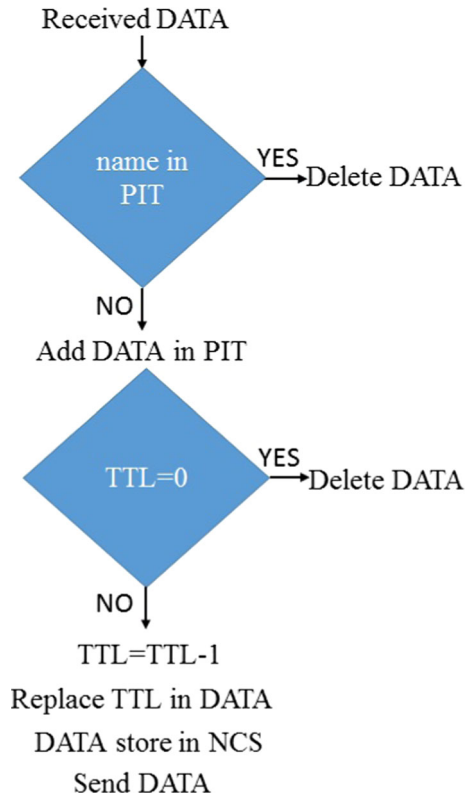 Received DATA
name in
PIT
YES
Delete DATA
NO
Add DATA in PIT
TTL=0
YES
Delete DATA
NO
TTL=TTL-1
Replace TTL in DATA
DATA store in NCS
Send DATA